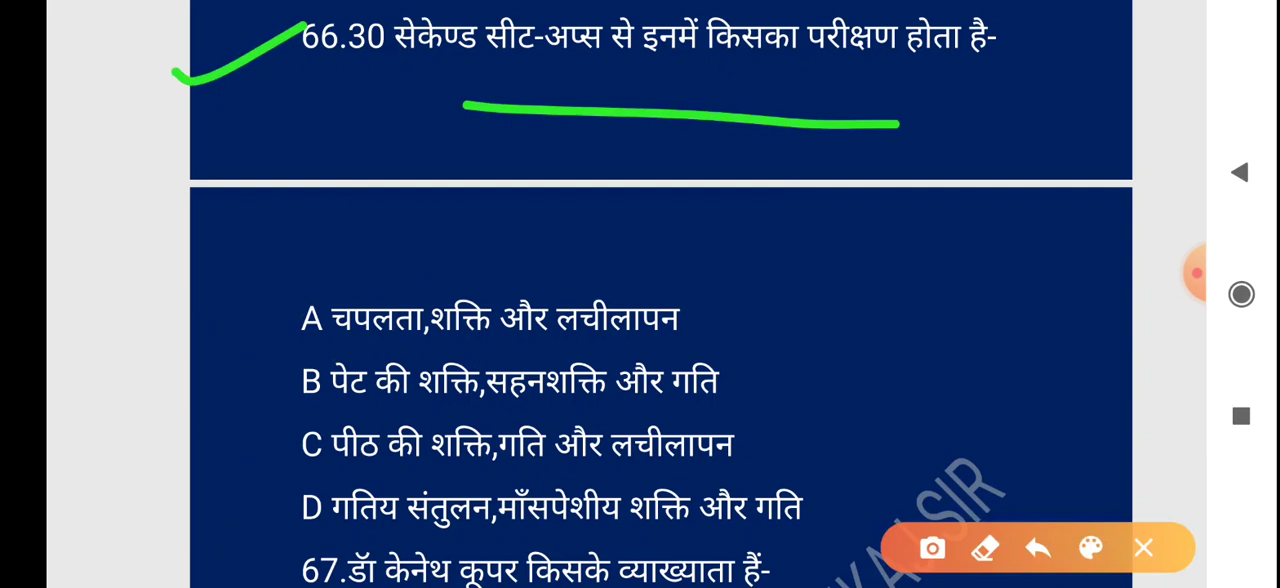 66.30 सेकेण्ड सीट-अप्स से इनमें किसका परीक्षण होता है-
A चपलता,शक्ति और लचीलापन
B पेट की शक्ति,सहनशक्ति और गति
C पीठ की शक्ति,गति और लचीलापन
D गतिय संतुलन,माँसपेशीय शक्ति और गति
SIR
67.डॅा केनेथ कूपर किसके व्याख्याता हैं-